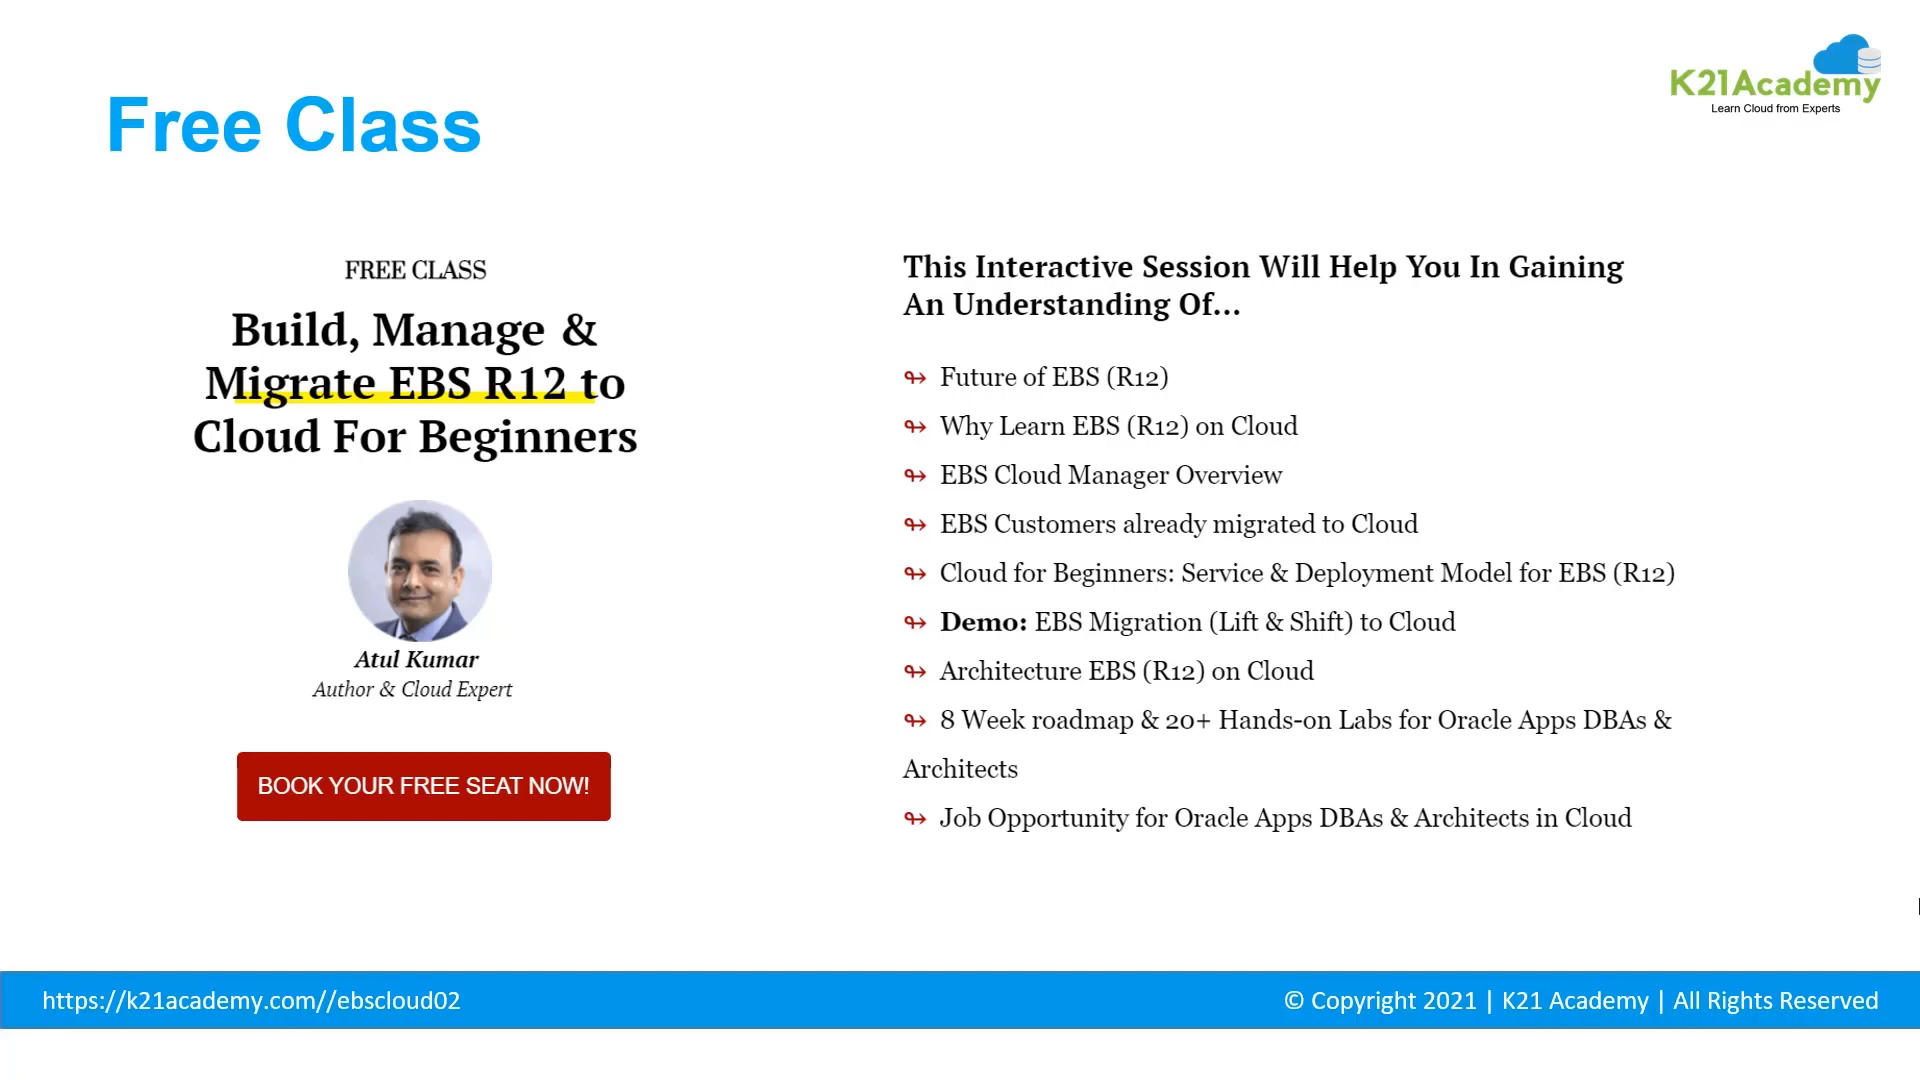 K21Academy
Learn Cloud from Experts
Free Class
FREE CLASS
Build, Manage &
Migrate EBS R12 to
Cloud For Beginners
Atul Kumar
Author & Cloud Expert
BOOK YOUR FREE SEAT NOW!
This Interactive Session Will Help You In Gaining
An Understanding Of...
Future of EBS (R12)
Why Learn EBS (R12) on Cloud
EBS Cloud Manager Overview
EBS Customers already migrated to Cloud
Cloud for Beginners: Service & Deployment Model for EBS (R12)
Demo: EBS Migration (Lift & Shift) to Cloud
Architecture EBS (R12) on Cloud
8 Week roadmap & 20+ Hands-on Labs for Oracle Apps DBAs &
Architects
Job Opportunity for Oracle Apps DBAs & Architects in Cloud
https://k21academy.com//ebscloud02
© Copyright 2021 | K21 Academy | All Rights Reserved